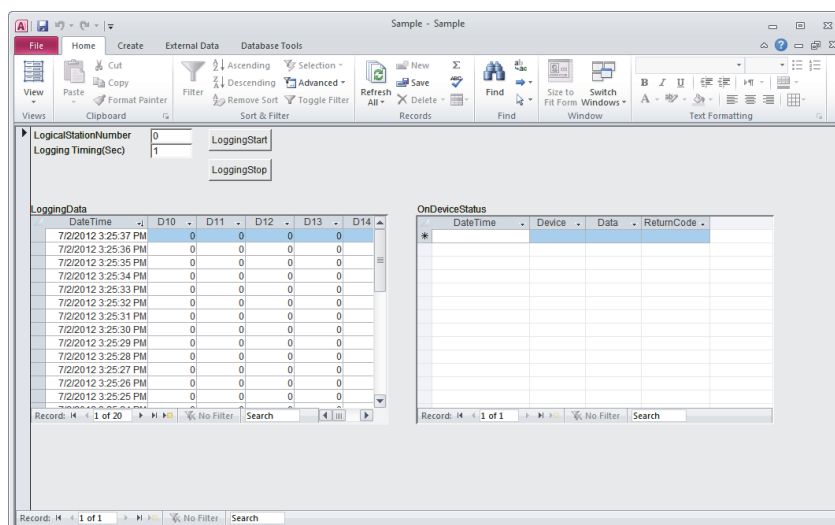 Sample - Sample
File Home Create External Data Database Tools
Cut Ascending Selection New Σ
Copy Descending Advanced Save ABC
View Paste Format Painter Filter Remove Sort Toggle Filter Refresh All Delete Find Size to Fit Form Switch Windows B I U A
Views Clipboard Sort & Filter Records Find Window Text Formatting
LogicalStationNumber 0 LoggingStart
Logging Timing(Sec) 1
LoggingStop
LoggingData OnDeviceStatus
DateTime D10 D11 D12 D13 D14 DateTime Device Data ReturnCode
7/2/2012 3:25:37 PM 0 0 0 0
7/2/2012 3:25:36 PM 0 0 0 0
7/2/2012 3:25:35 PM 0 0 0 0
7/2/2012 3:25:34 PM 0 0 0 0
7/2/2012 3:25:33 PM 0 0 0 0
7/2/2012 3:25:32 PM 0 0 0 0
7/2/2012 3:25:31 PM 0 0 0 0
7/2/2012 3:25:30 PM 0 0 0 0
7/2/2012 3:25:29 PM 0 0 0 0
7/2/2012 3:25:28 PM 0 0 0 0
7/2/2012 3:25:27 PM 0 0 0 0
7/2/2012 3:25:26 PM 0 0 0 0
7/2/2012 3:25:25 PM 0 0 0 0
Record: 1 of 20 No Filter Search Record: 1 of 1 No Filter Search
Record: 1 of 1 No Filter Search